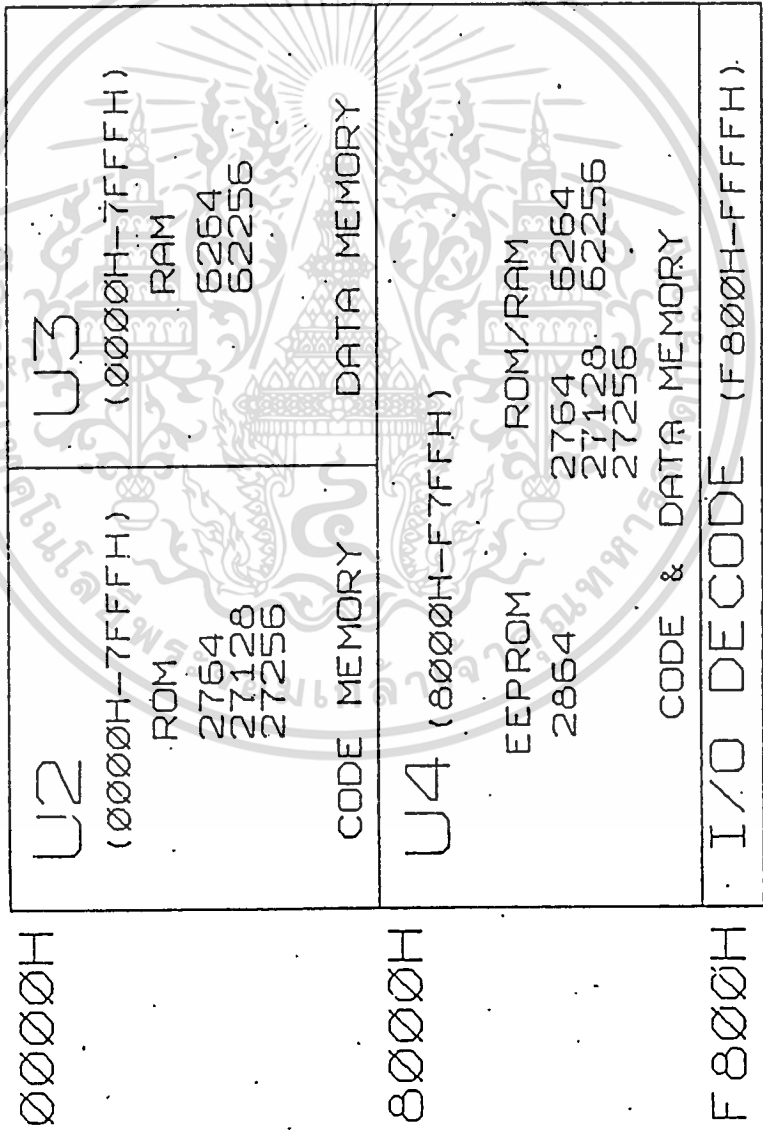 0000H
U2
(0000H-7FFFH)
ROM
2764
27128
27256
CODE MEMORY
U3
(0000H-7FFFH)
RAM
6264
62256
DATA MEMORY
8000H
U4 (8000H-F7FFH)
EEPROM
2864
ROM/RAM
2764 6264
27128 62256
27256
CODE & DATA MEMORY
F800H
I/O DECODE (F800H-FFFFH)